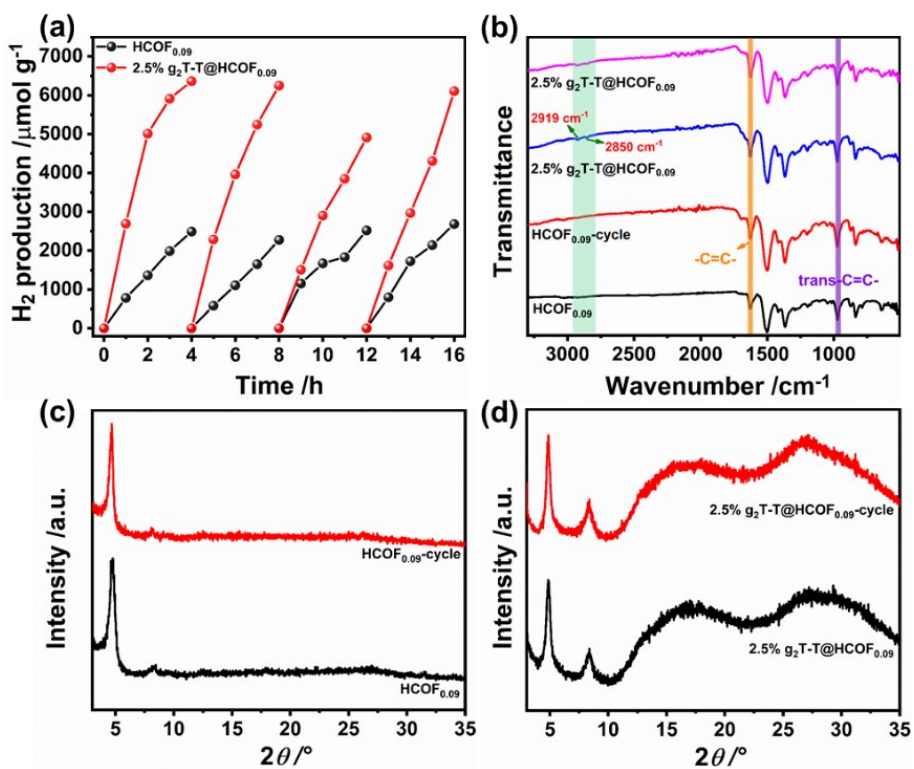 (a)
HCOF0.09
2.5% g2T-T@HCOF0.09
H2 production /μmol g-1
7000
6000
5000
4000
3000
2000
1000
0
0 2 4 6 8 10 12 14 16
Time /h
(b)
2.5% g2T-T@HCOF0.09
2919 cm-1
2850 cm-1
2.5% g2T-T@HCOF0.09
HCOF0.09-cycle
-C=C-
trans-C=C-
HCOF0.09
Transmittance
3000 2500 2000 1500 1000
Wavenumber /cm-1
(c)
HCOF0.09-cycle
HCOF0.09
Intensity /a.u.
5 10 15 20 25 30 35
2θ /°
(d)
2.5% g2T-T@HCOF0.09-cycle
2.5% g2T-T@HCOF0.09
Intensity /a.u.
5 10 15 20 25 30 35
2θ /°